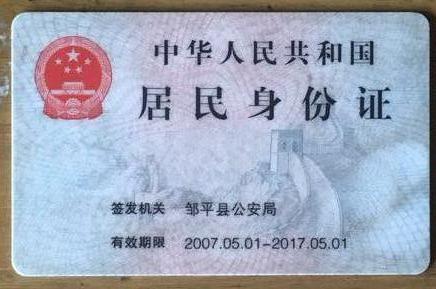 中华人民共和国
居民身份证
签发机关 邹平县公安局
有效期限 2007.05.01-2017.05.01